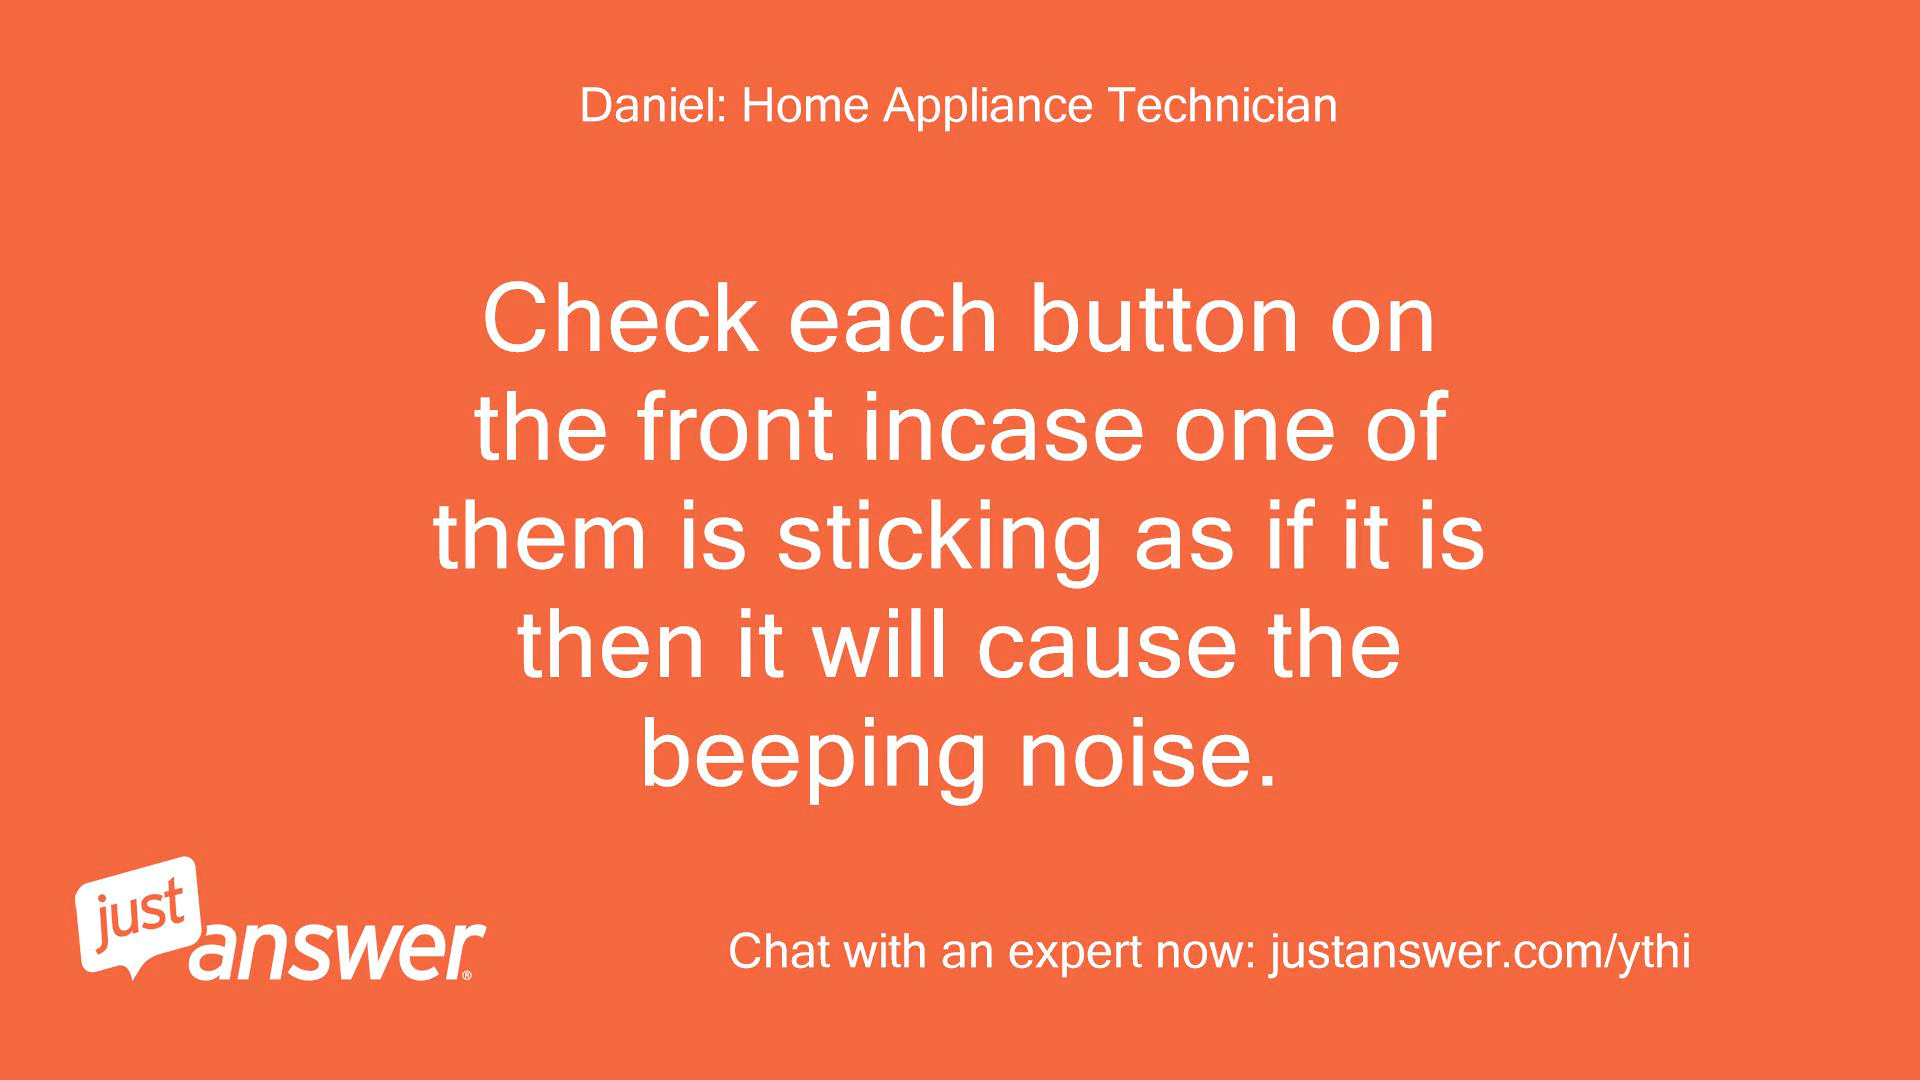 Daniel: Home Appliance Technician
Check each button on
the front incase one of
them is sticking as if it is
then it will cause the
beeping noise.
just
answer®
Chat with an expert now: justanswer.com/ythi